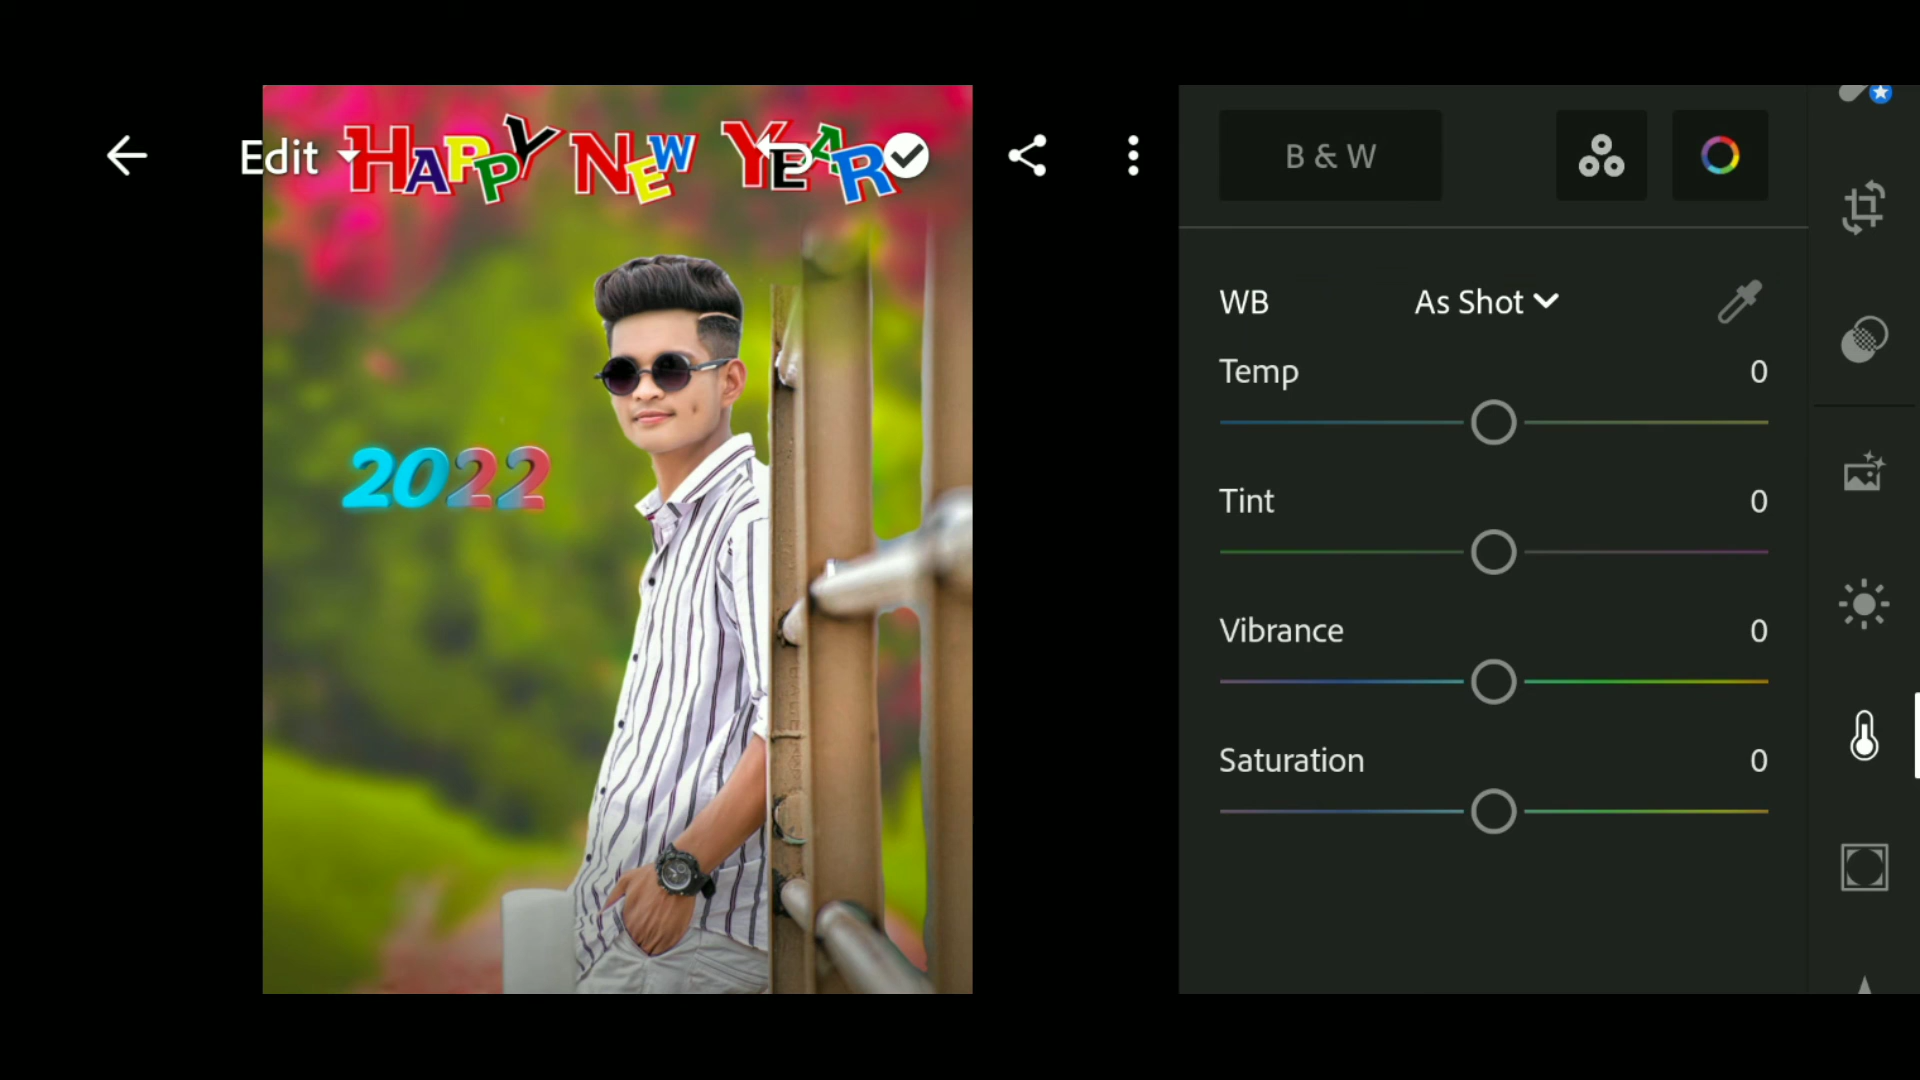 Edit
HAPPY NEW YEAR
B & W
2022
WB As Shot
Temp 0
Tint 0
Vibrance 0
Saturation 0